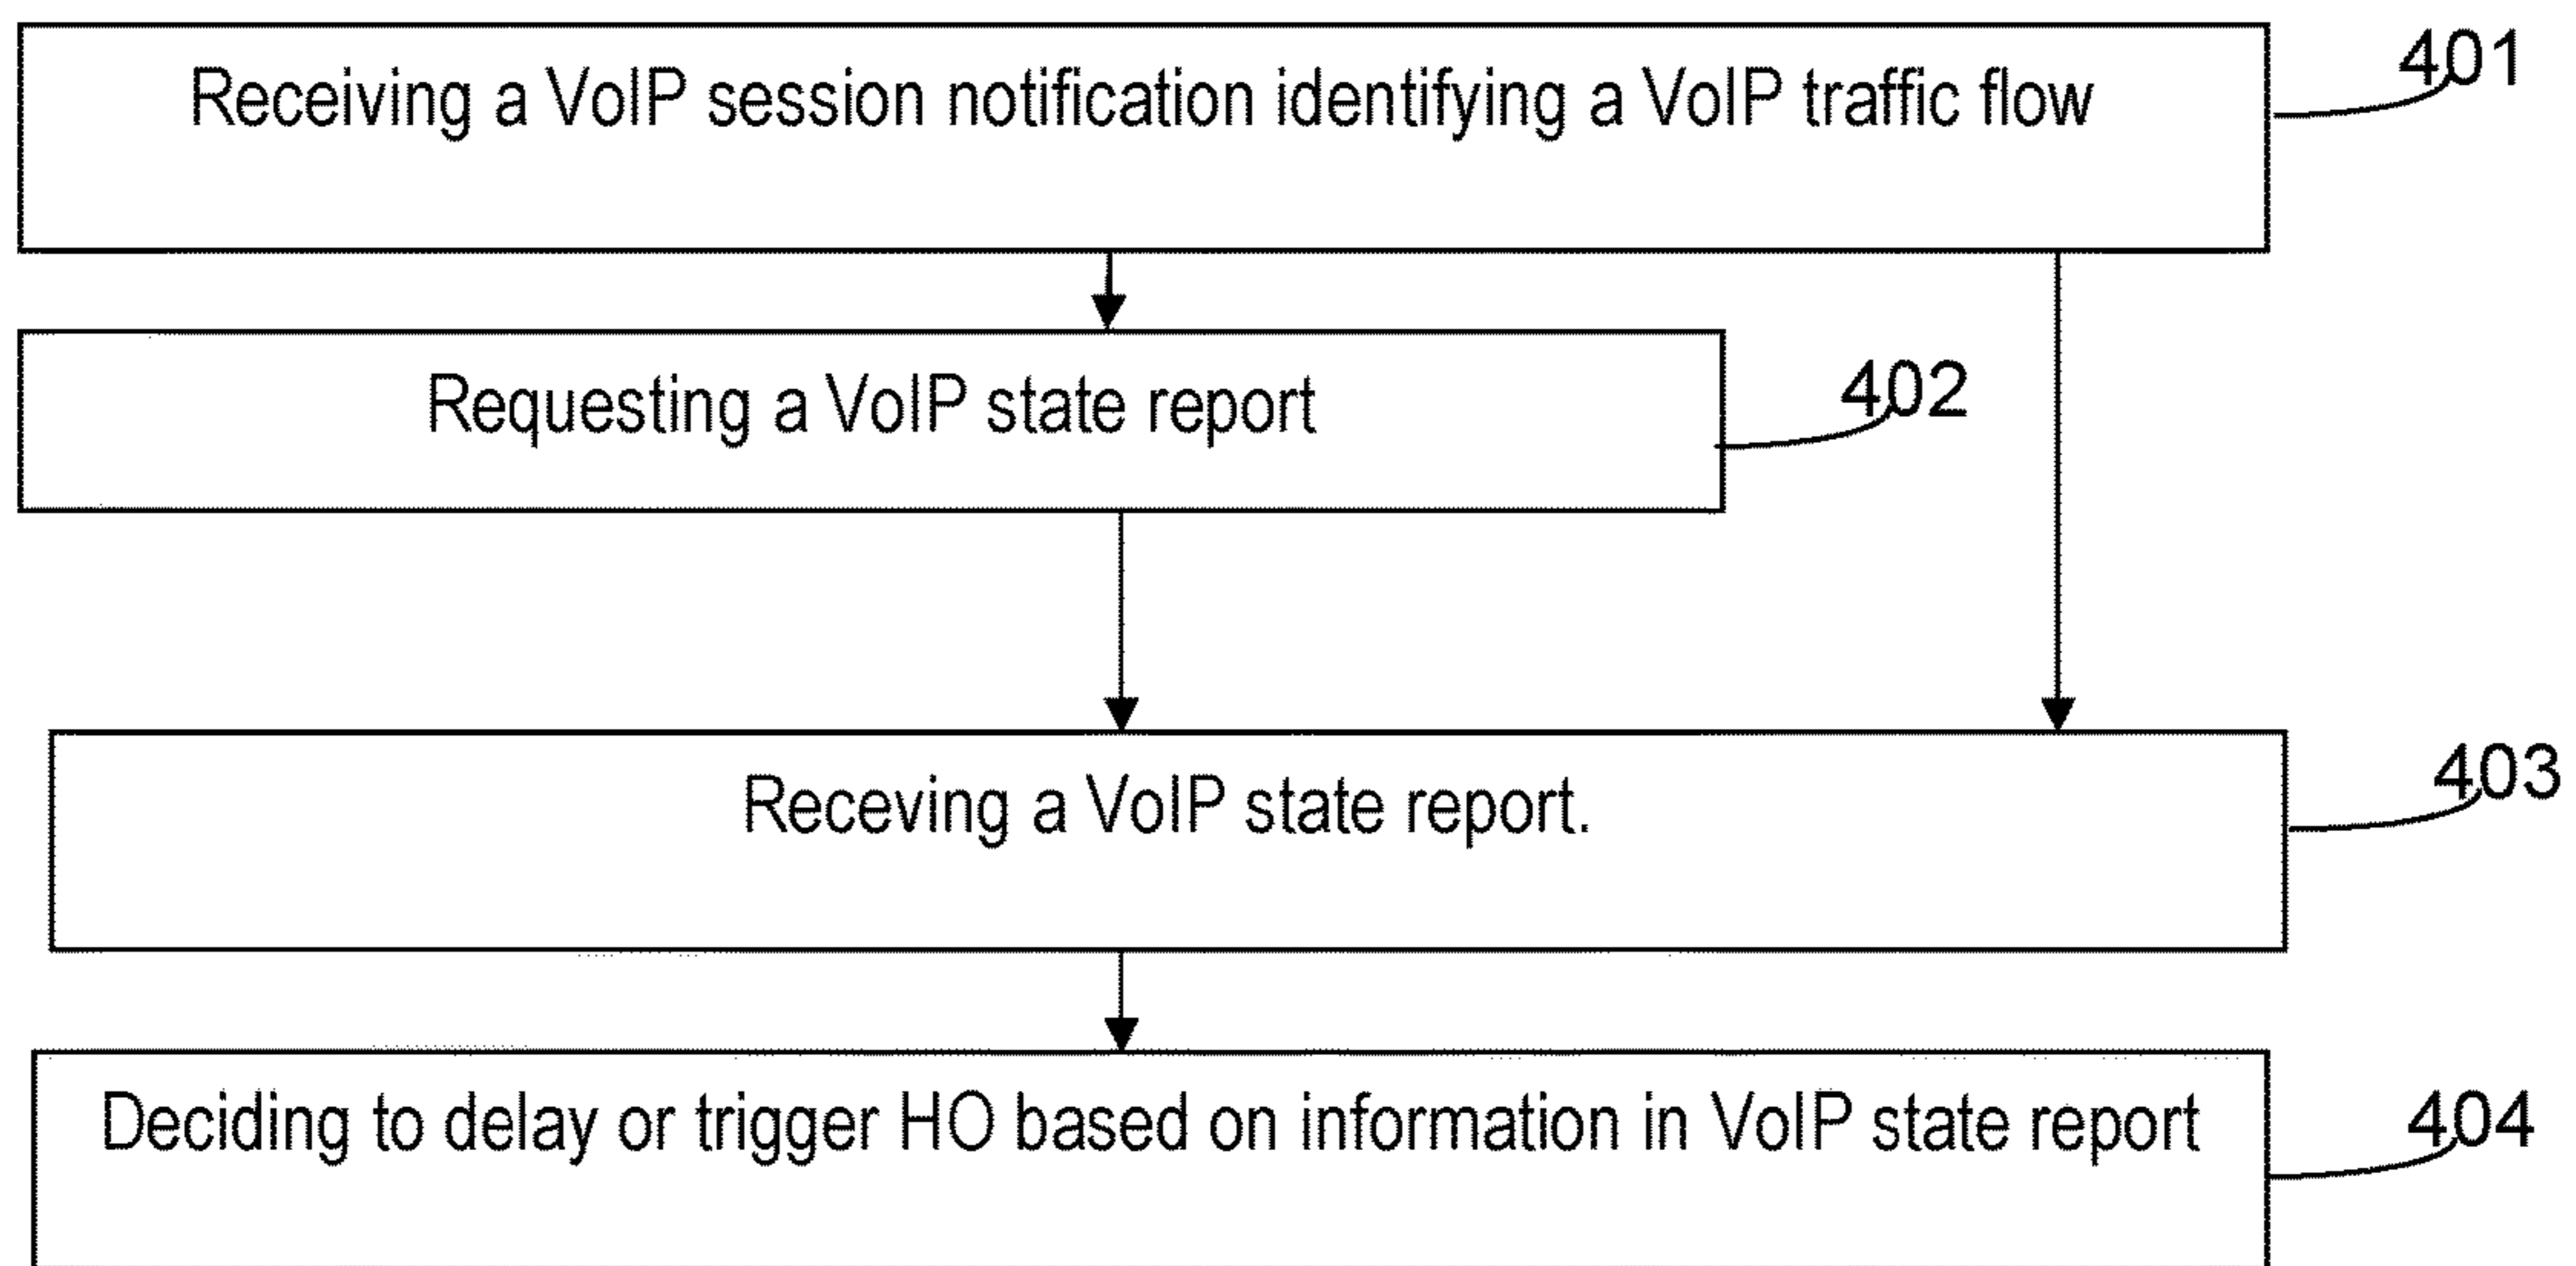 Receiving a VoIP session notification identifying a VoIP traffic flow
401
Requesting a VoIP state report
402
Receving a VoIP state report.
403
Deciding to delay or trigger HO based on information in VoIP state report
404